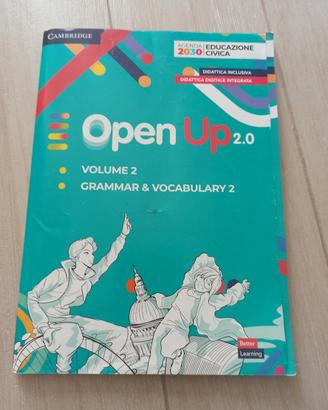 CAMBRIDGE
AGENDA 2030 EDUCAZIONE CIVICA
DIDATTICA INCLUSIVA
DIDATTICA DIGITALE INTEGRATA
Open Up 2.0
VOLUME 2
GRAMMAR & VOCABULARY 2
Better
Learning